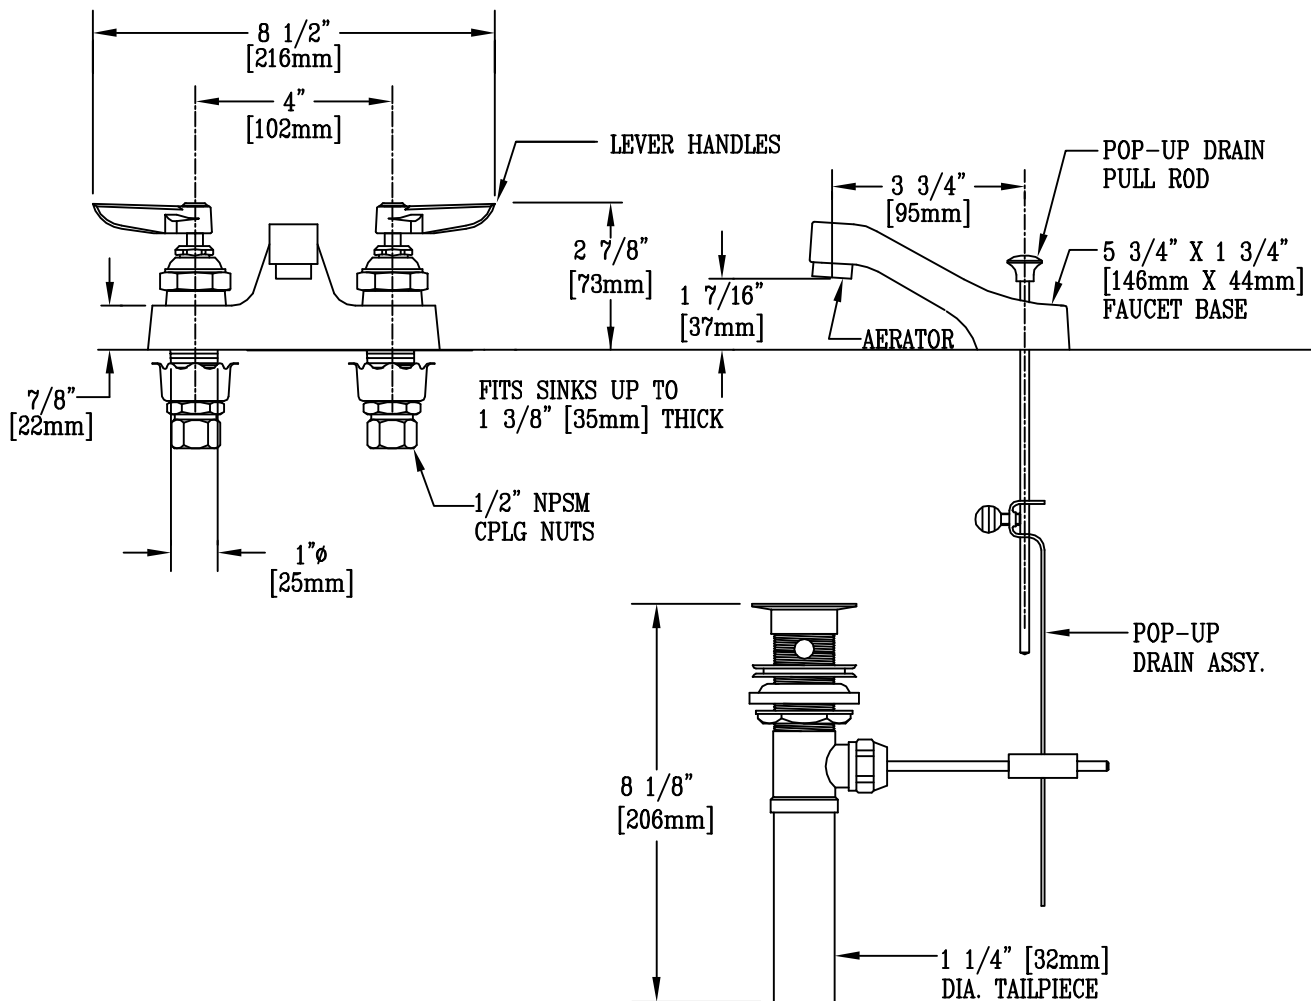 8 1/2"
[216mm]
4"
[102mm]
LEVER HANDLES
POP-UP DRAIN
PULL ROD
3 3/4"
[95mm]
2 7/8"
[73mm]
5 3/4" X 1 3/4"
[146mm X 44mm]
FAUCET BASE
1 7/16"
[37mm]
AERATOR
7/8"
[22mm]
FITS SINKS UP TO
1 3/8" [35mm] THICK
1/2" NPSM
CPLG NUTS
1"ø
[25mm]
POP-UP
DRAIN ASSY.
8 1/8"
[206mm]
1 1/4" [32mm]
DIA. TAILPIECE